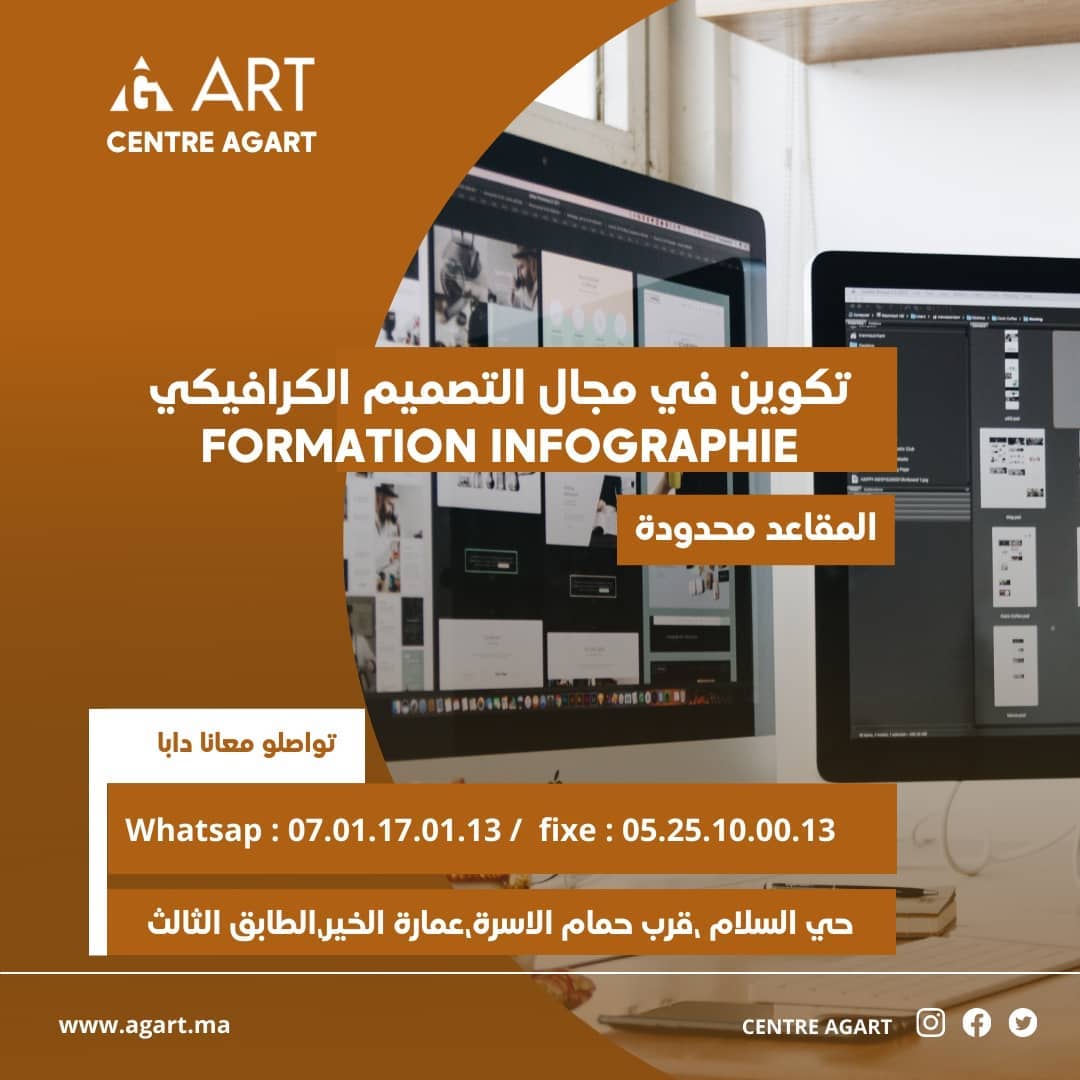 AG ART
CENTRE AGART
تكوين في مجال التصميم الكرافيكي
FORMATION INFOGRAPHIE
المقاعد محدودة
تواصلو معانا دابا
Whatsap : 07.01.17.01.13 / fixe : 05.25.10.00.13
حي السلام ,قرب حمام الاسرة,عمارة الخير,الطابق الثالث
www.agart.ma
CENTRE AGART